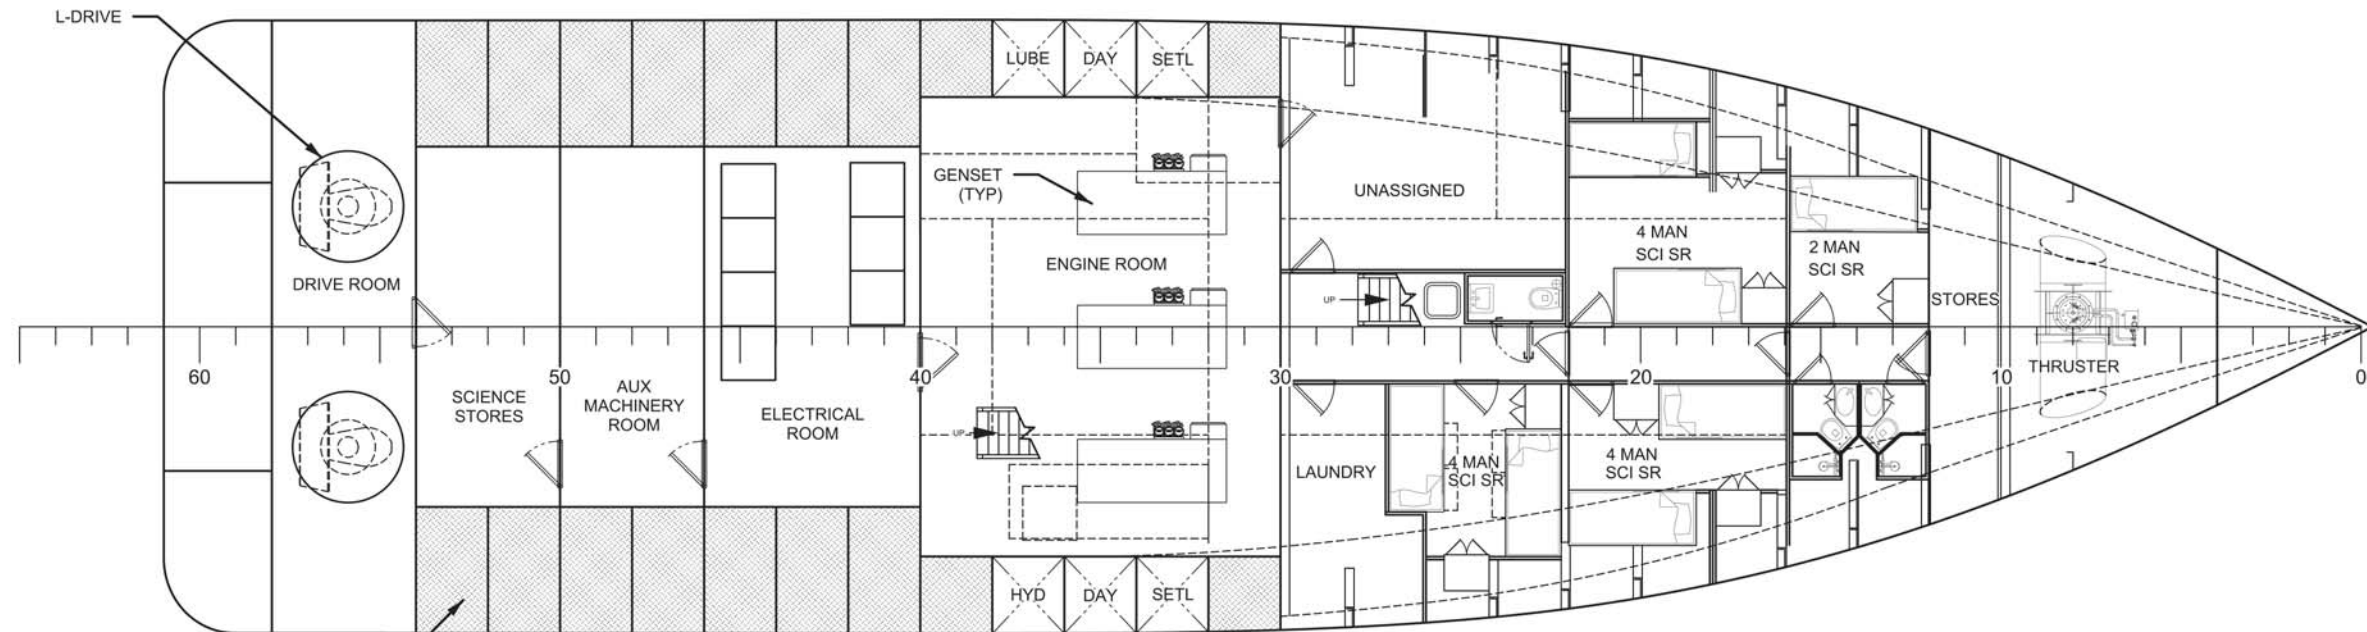 L-DRIVE
LUBE
DAY
SETL
GENSET
(TYP)
UNASSIGNED
4 MAN
SCI SR
2 MAN
SCI SR
ENGINE ROOM
DRIVE ROOM
UP
STORES
60
50
40
30
20
10
0
THRUSTER
SCIENCE
STORES
AUX
MACHINERY
ROOM
ELECTRICAL
ROOM
UP
LAUNDRY
4 MAN
SCI SR
4 MAN
SCI SR
HYD
DAY
SETL